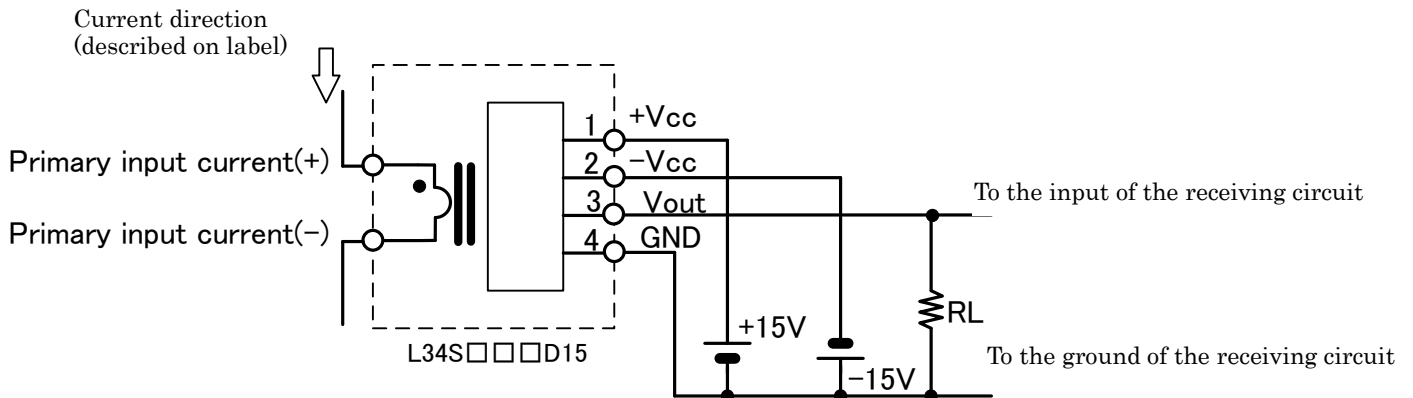 Current direction
(described on label)
Primary input current(+)
Primary input current(-)
1 +Vcc
2 -Vcc
3 Vout
4 GND
To the input of the receiving circuit
+15V
-15V
RL
To the ground of the receiving circuit
L34S□□□D15